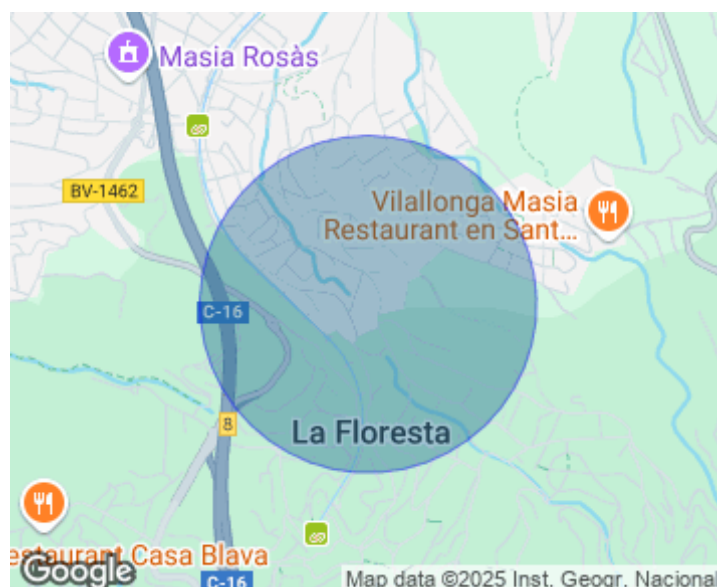 Masia Rosàs
BV-1462
Vilallonga Masia
Restaurant en Sant...
C-16
La Floresta
8
estaurant Casa Blava
Google
C-16
Map data ©2025 Inst. Geogr. Nacional